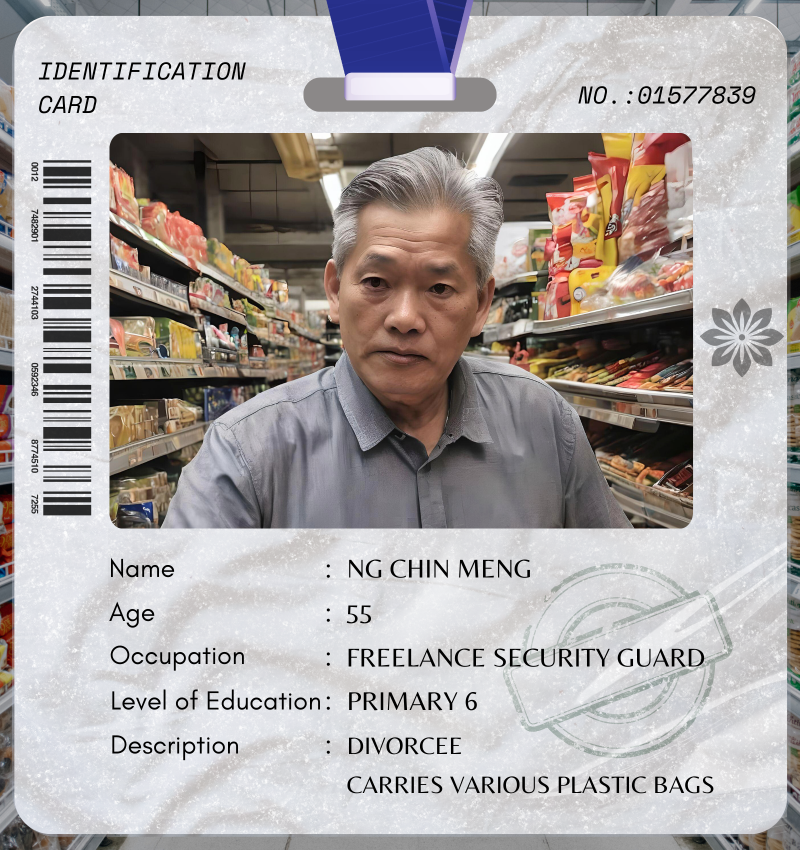 IDENTIFICATION
CARD
NO.:01577839
0012
7482901
2744103
0592346
8774510
7255
Name : NG CHIN MENG
Age : 55
Occupation : FREELANCE SECURITY GUARD
Level of Education : PRIMARY 6
Description : DIVORCEE
CARRIES VARIOUS PLASTIC BAGS